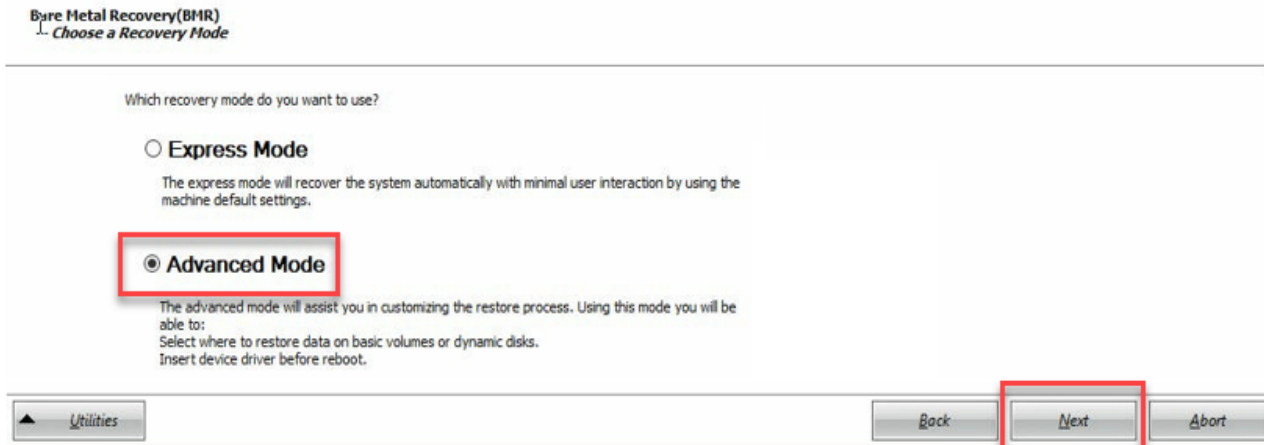 Bare Metal Recovery(BMR)
- Choose a Recovery Mode
Which recovery mode do you want to use?
Express Mode
The express mode will recover the system automatically with minimal user interaction by using the
machine default settings.
Advanced Mode
The advanced mode will assist you in customizing the restore process. Using this mode you will be
able to:
Select where to restore data on basic volumes or dynamic disks.
Insert device driver before reboot.
Utilities Back Next Abort